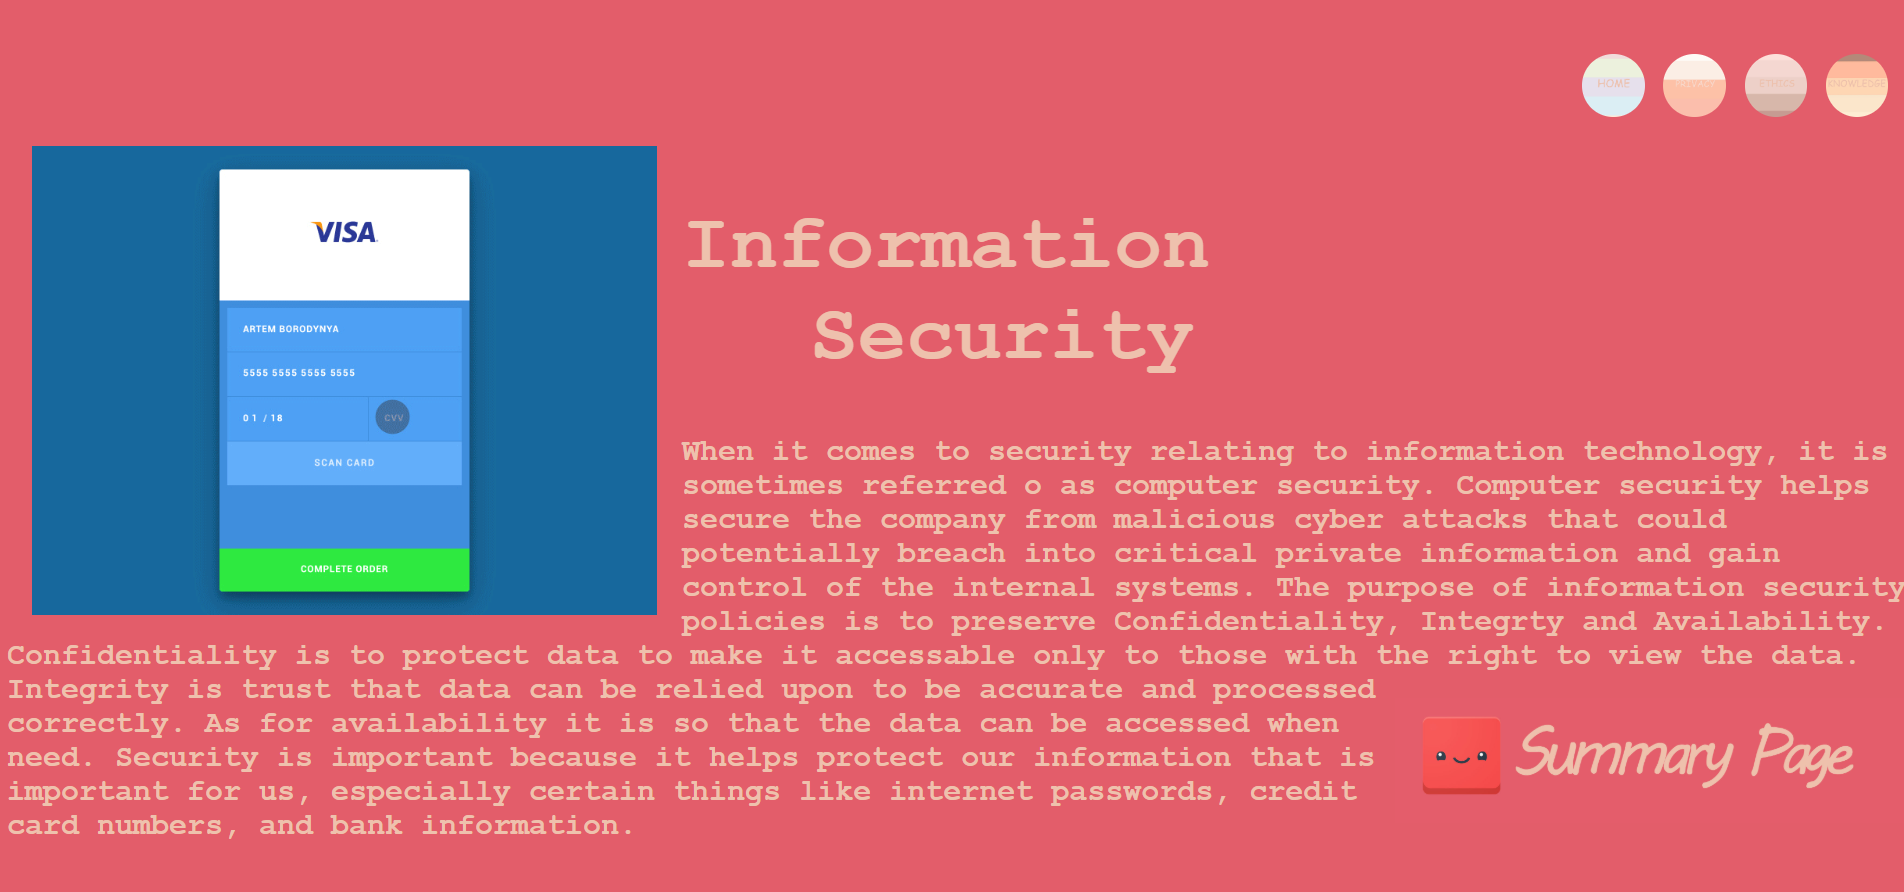 HOME
PRIVACY
ETHICS
KNOWLEDGE
VISA
ARTEM BORODYNYA
5555 5555 5555 5555
01 / 18
CVV
SCAN CARD
COMPLETE ORDER
Information
Security
When it comes to security relating to information technology, it is
sometimes referred o as computer security. Computer security helps
secure the company from malicious cyber attacks that could
potentially breach into critical private information and gain
control of the internal systems. The purpose of information security
policies is to preserve Confidentiality, Integrty and Availability.
Confidentiality is to protect data to make it accessable only to those with the right to view the data.
Integrity is trust that data can be relied upon to be accurate and processed
correctly. As for availability it is so that the data can be accessed when
need. Security is important because it helps protect our information that is
important for us, especially certain things like internet passwords, credit
card numbers, and bank information.
Summary Page